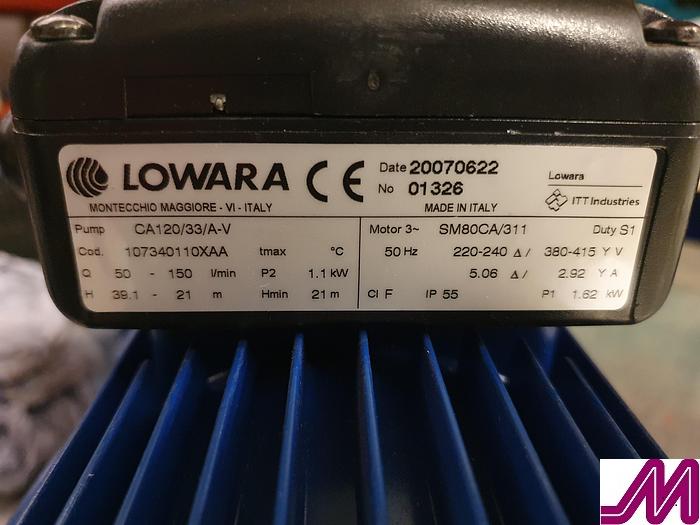 LOWARA CE
MONTECCHIO MAGGIORE - VI - ITALY
Date 20070622
No 01326
MADE IN ITALY
Lowara
ITT Industries
Pump CA120/33/A-V
Cod. 107340110XAA tmax °C
Q 50 - 150 l/min P2 1.1 kW
H 39.1 - 21 m Hmin 21 m
Motor 3~ SM80CA/311 Duty S1
50 Hz 220-240 Δ/ 380-415 Y V
5.06 Δ/ 2.92 Y A
Cl F IP 55 P1 1.62 kW
M